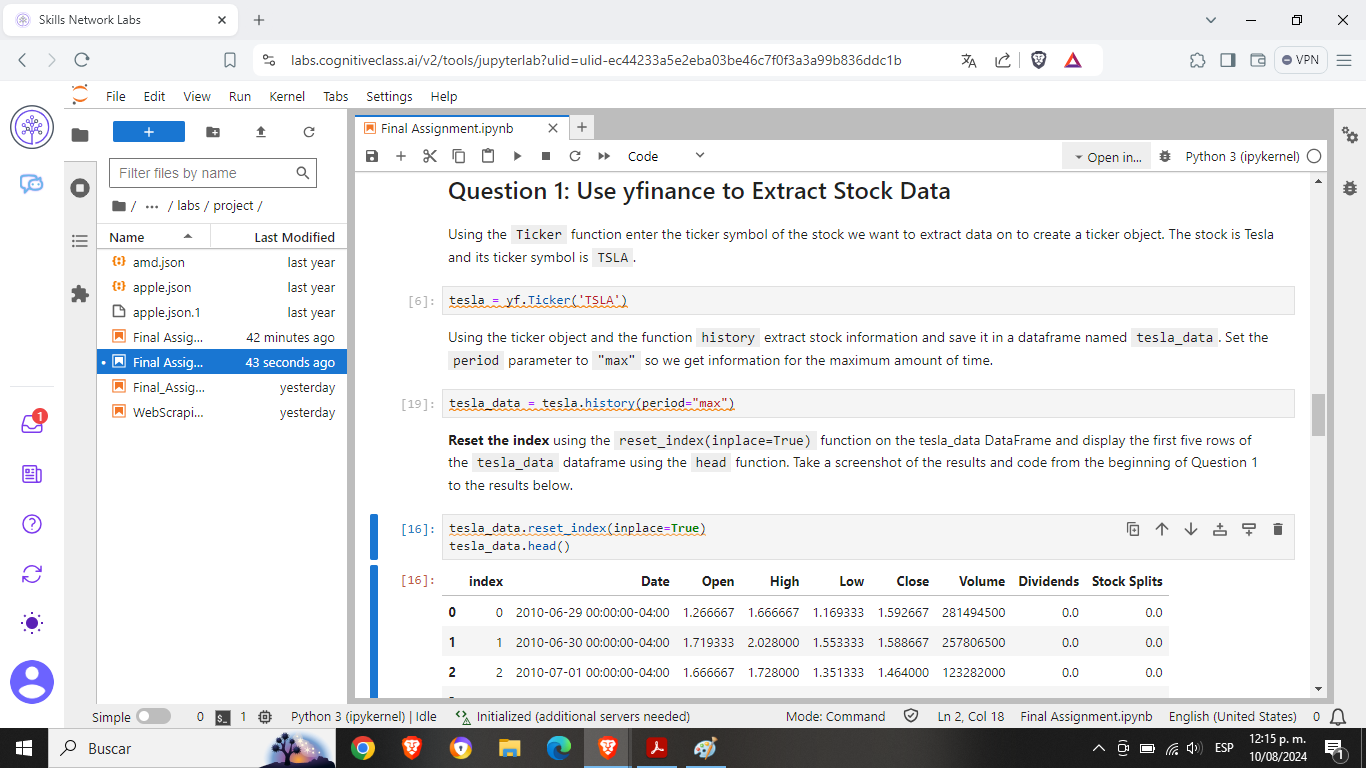 Skills Network Labs
labs.cognitiveclass.ai/v2/tools/jupyterlab?ulid=ulid-ec44233a5e2eba03be46c7f0f3a3a99b836ddc1b
VPN
File Edit View Run Kernel Tabs Settings Help
Filter files by name
/ ... / labs / project /
Name Last Modified
amd.json last year
apple.json last year
apple.json.1 last year
Final Assig... 42 minutes ago
Final Assig... 43 seconds ago
Final_Assig... yesterday
WebScrapi... yesterday
1
Final Assignment.ipynb
Code
Open in...
Python 3 (ipykernel)
Question 1: Use yfinance to Extract Stock Data
Using the Ticker function enter the ticker symbol of the stock we want to extract data on to create a ticker object. The stock is Tesla
and its ticker symbol is TSLA.
[6]: tesla = yf.Ticker('TSLA')
Using the ticker object and the function history extract stock information and save it in a dataframe named tesla_data. Set the
period parameter to "max" so we get information for the maximum amount of time.
[19]: tesla_data = tesla.history(period="max")
Reset the index using the reset_index(inplace=True) function on the tesla_data DataFrame and display the first five rows of
the tesla_data dataframe using the head function. Take a screenshot of the results and code from the beginning of Question 1
to the results below.
[16]: tesla_data.reset_index(inplace=True)
tesla_data.head()
[16]: index Date Open High Low Close Volume Dividends Stock Splits
0 0 2010-06-29 00:00:00-04:00 1.266667 1.666667 1.169333 1.592667 281494500 0.0 0.0
1 1 2010-06-30 00:00:00-04:00 1.719333 2.028000 1.553333 1.588667 257806500 0.0 0.0
2 2 2010-07-01 00:00:00-04:00 1.666667 1.728000 1.351333 1.464000 123282000 0.0 0.0
Simple 0 1 Python 3 (ipykernel) | Idle Initialized (additional servers needed) Mode: Command Ln 2, Col 18 Final Assignment.ipynb English (United States) 0
Buscar
ESP
12:15 p. m.
10/08/2024
1